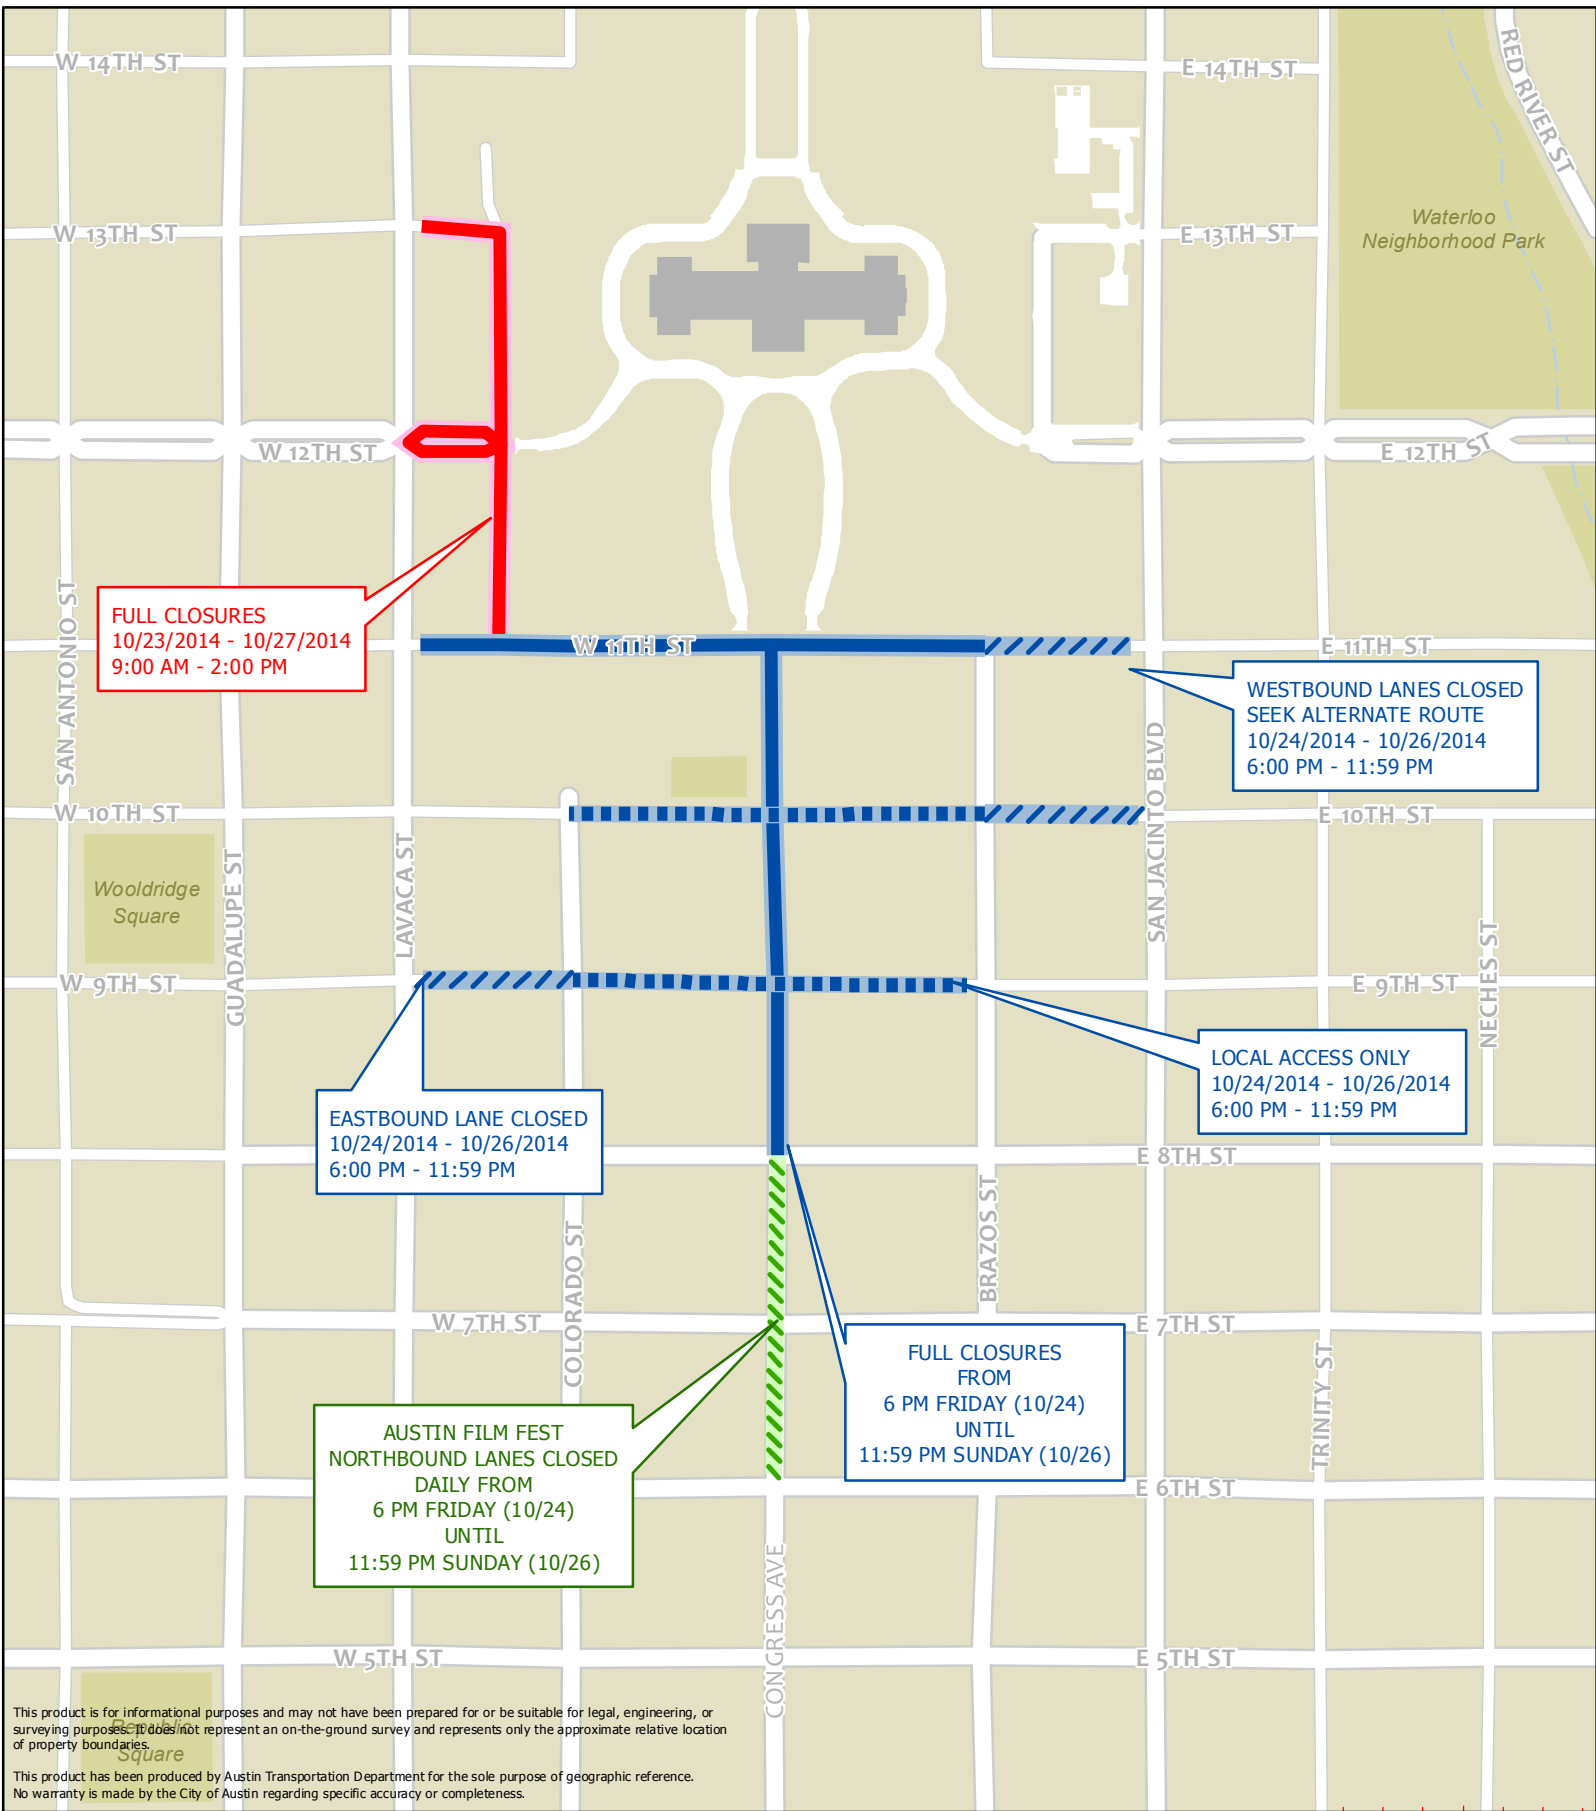 W 14TH ST
E 14TH ST
RED RIVER ST
W 13TH ST
E 13TH ST
Waterloo
Neighborhood Park
W 12TH ST
E 12TH ST
FULL CLOSURES
10/23/2014 - 10/27/2014
9:00 AM - 2:00 PM
W 11TH ST
E 11TH ST
WESTBOUND LANES CLOSED
SEEK ALTERNATE ROUTE
10/24/2014 - 10/26/2014
6:00 PM - 11:59 PM
SAN ANTONIO ST
SAN JACINTO BLVD
W 10TH ST
E 10TH ST
Wooldridge
Square
GUADALUPE ST
LAVACA ST
NECHES ST
W 9TH ST
E 9TH ST
LOCAL ACCESS ONLY
10/24/2014 - 10/26/2014
6:00 PM - 11:59 PM
EASTBOUND LANE CLOSED
10/24/2014 - 10/26/2014
6:00 PM - 11:59 PM
E 8TH ST
BRAZOS ST
COLORADO ST
W 7TH ST
E 7TH ST
FULL CLOSURES
FROM
6 PM FRIDAY (10/24)
UNTIL
11:59 PM SUNDAY (10/26)
TRINITY ST
AUSTIN FILM FEST
NORTHBOUND LANES CLOSED
DAILY FROM
6 PM FRIDAY (10/24)
UNTIL
11:59 PM SUNDAY (10/26)
E 6TH ST
CONGRESS AVE
W 5TH ST
E 5TH ST
Republic
Square
This product is for informational purposes and may not have been prepared for or be suitable for legal, engineering, or
surveying purposes. It does not represent an on-the-ground survey and represents only the approximate relative location
of property boundaries.
This product has been produced by Austin Transportation Department for the sole purpose of geographic reference.
No warranty is made by the City of Austin regarding specific accuracy or completeness.